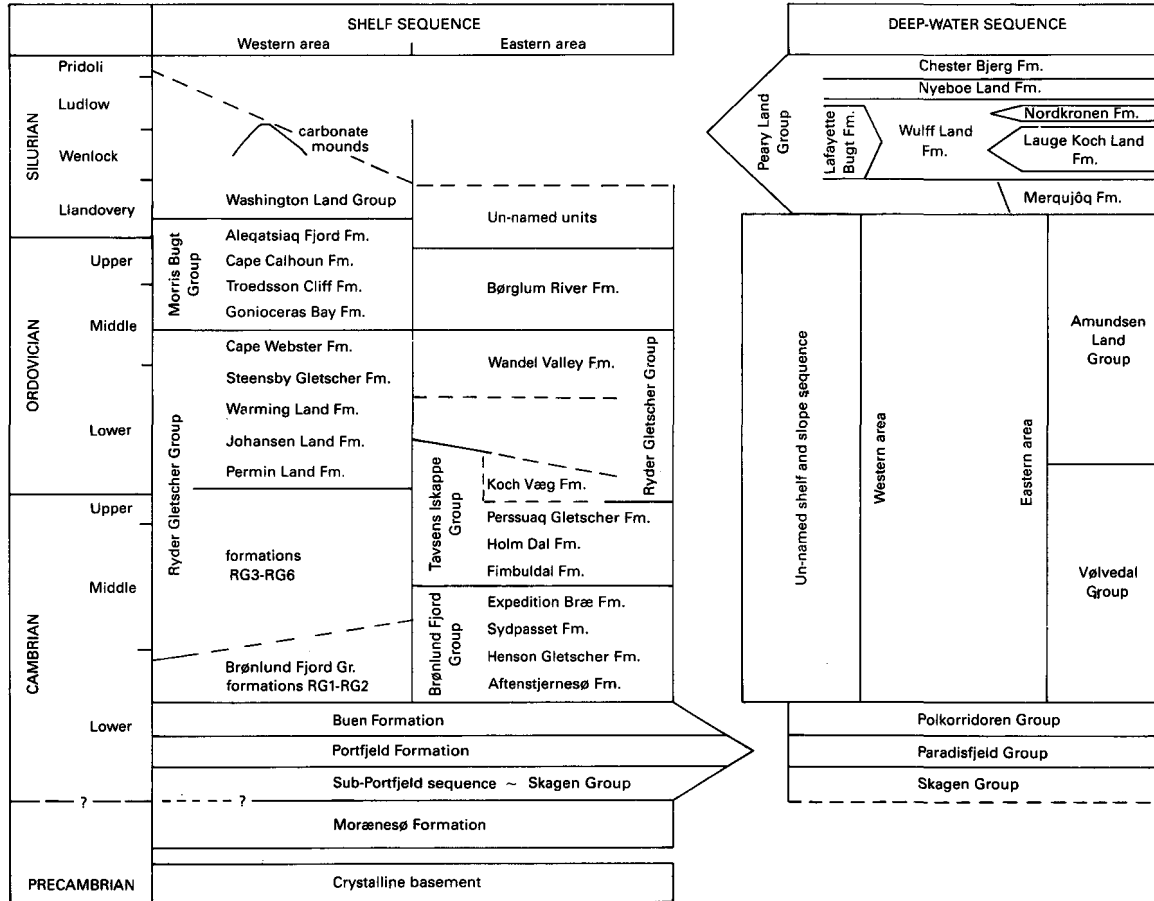 SHELF SEQUENCE
Western area
Eastern area
DEEP-WATER SEQUENCE
SILURIAN
Pridoli
Ludlow
Wenlock
Llandovery
ORDOVICIAN
Upper
Middle
Lower
CAMBRIAN
Upper
Middle
Lower
— ? —
PRECAMBRIAN
carbonate
mounds
Washington Land Group
Morris Bugt
Group
Aleqatsiaq Fjord Fm.
Cape Calhoun Fm.
Troedsson Cliff Fm.
Gonioceras Bay Fm.
Ryder Gletscher Group
Cape Webster Fm.
Steensby Gletscher Fm.
Warming Land Fm.
Johansen Land Fm.
Permin Land Fm.
formations
RG3-RG6
Brønlund Fjord Gr.
formations RG1-RG2
Un-named units
Børglum River Fm.
Wandel Valley Fm.
Ryder Gletscher Group
Tavsens Iskappe
Group
Koch Væg Fm.
Perssuaq Gletscher Fm.
Holm Dal Fm.
Fimbuldal Fm.
Brønlund Fjord
Group
Expedition Bræ Fm.
Sydpasset Fm.
Henson Gletscher Fm.
Aftenstjernesø Fm.
Buen Formation
Portfjeld Formation
Sub-Portfjeld sequence ~ Skagen Group
?
Morænesø Formation
Crystalline basement
Peary Land
Group
Chester Bjerg Fm.
Nyeboe Land Fm.
Lafayette
Bugt Fm.
Wulff Land
Fm.
Nordkronen Fm.
Lauge Koch Land
Fm.
Merqujôq Fm.
Un-named shelf and slope sequence
Western area
Eastern area
Amundsen
Land
Group
Vølvedal
Group
Polkorridoren Group
Paradisfjeld Group
Skagen Group